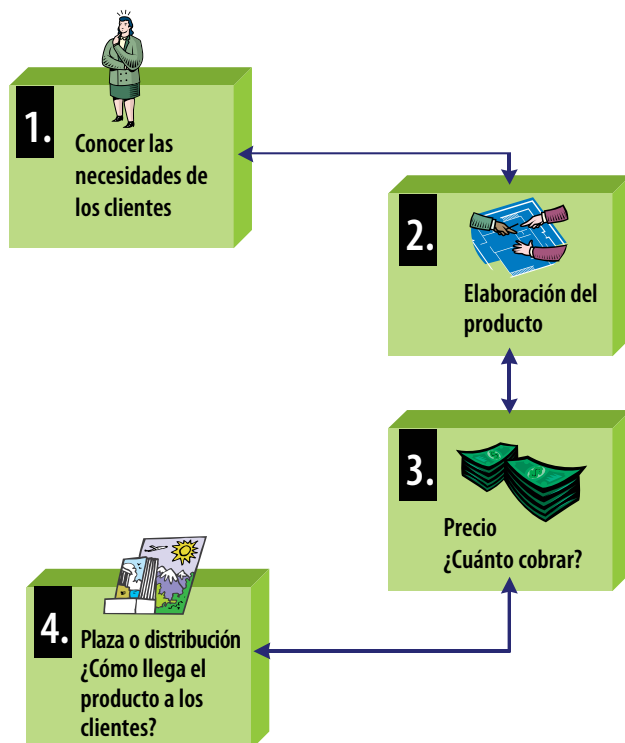 1.
Conocer las
necesidades de
los clientes
2.
Elaboración del
producto
3.
Precio
¿Cuánto cobrar?
4.
Plaza o distribución
¿Cómo llega el
producto a los
clientes?